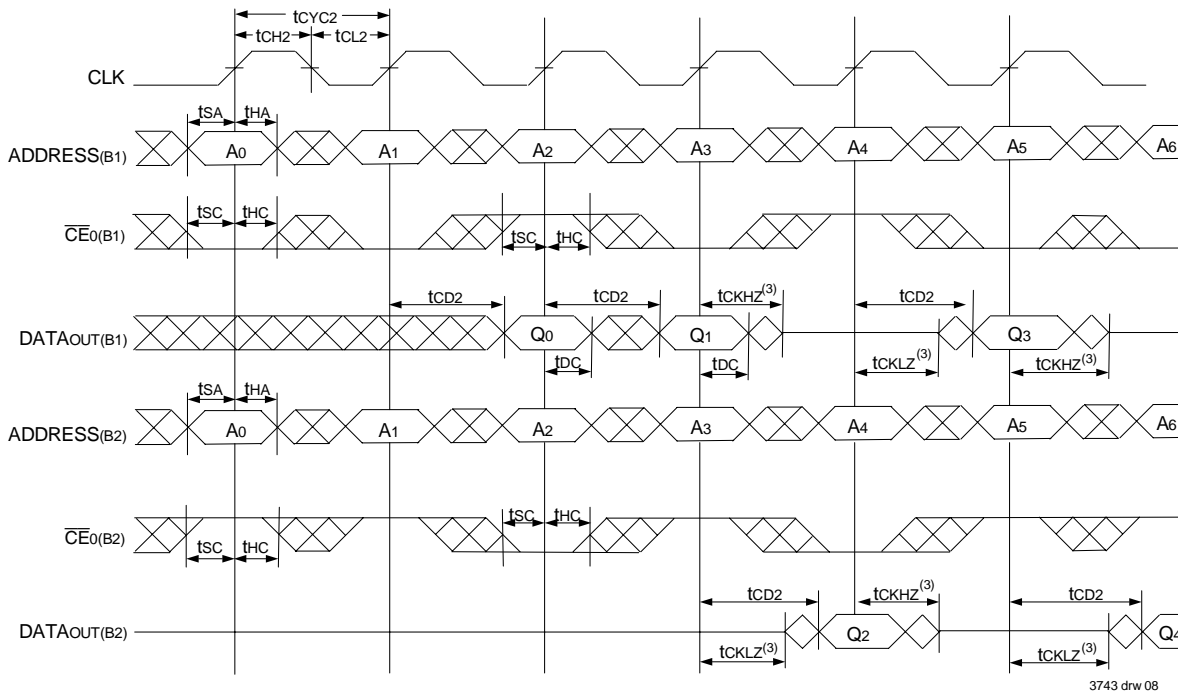 tCYC2
tCH2 tCL2
CLK
tSA tHA
ADDRESS(B1) A0 A1 A2 A3 A4 A5 A6
tSC tHC
CE0(B1)
tSC tHC
tCD2 tCD2 tCKHZ(3) tCD2
DATAOUT(B1) Q0 Q1 Q3
tDC tDC tCKLZ(3) tCKHZ(3)
tSA tHA
ADDRESS(B2) A0 A1 A2 A3 A4 A5 A6
tSC tHC
CE0(B2)
tSC tHC
tCD2 tCKHZ(3) tCD2
DATAOUT(B2) Q2 Q4
tCKLZ(3) tCKLZ(3)
3743 drw 08